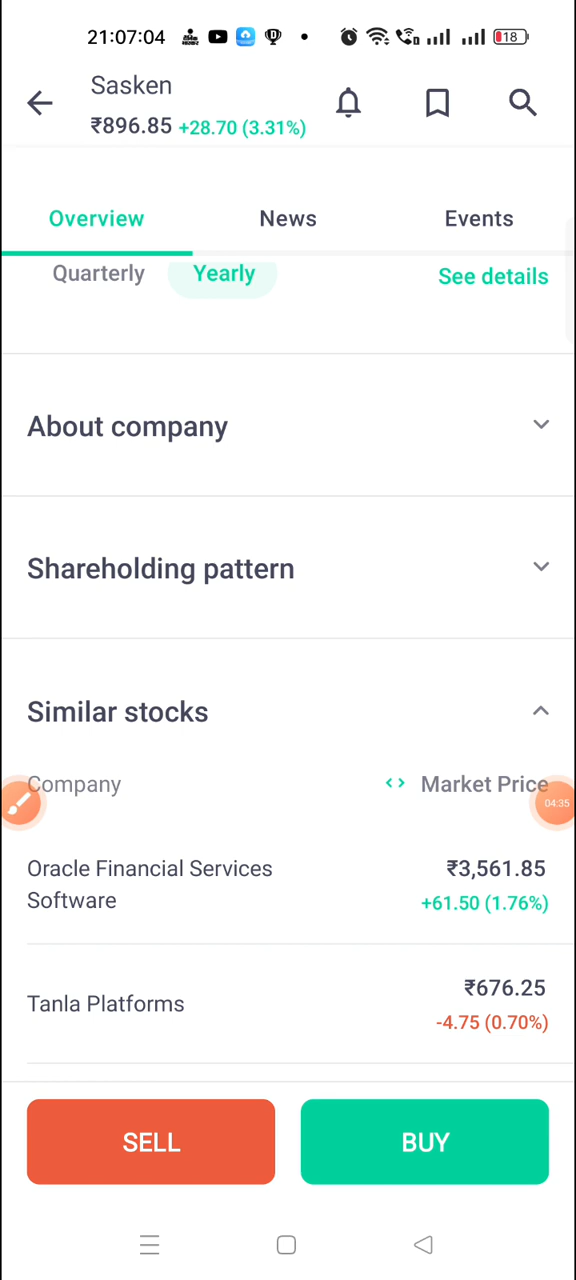 21:07:04
18
Sasken
₹896.85 +28.70 (3.31%)
Overview News Events
Quarterly Yearly See details
About company
Shareholding pattern
Similar stocks
Company <> Market Price
04:35
Oracle Financial Services
Software
₹3,561.85
+61.50 (1.76%)
Tanla Platforms
₹676.25
-4.75 (0.70%)
SELL BUY